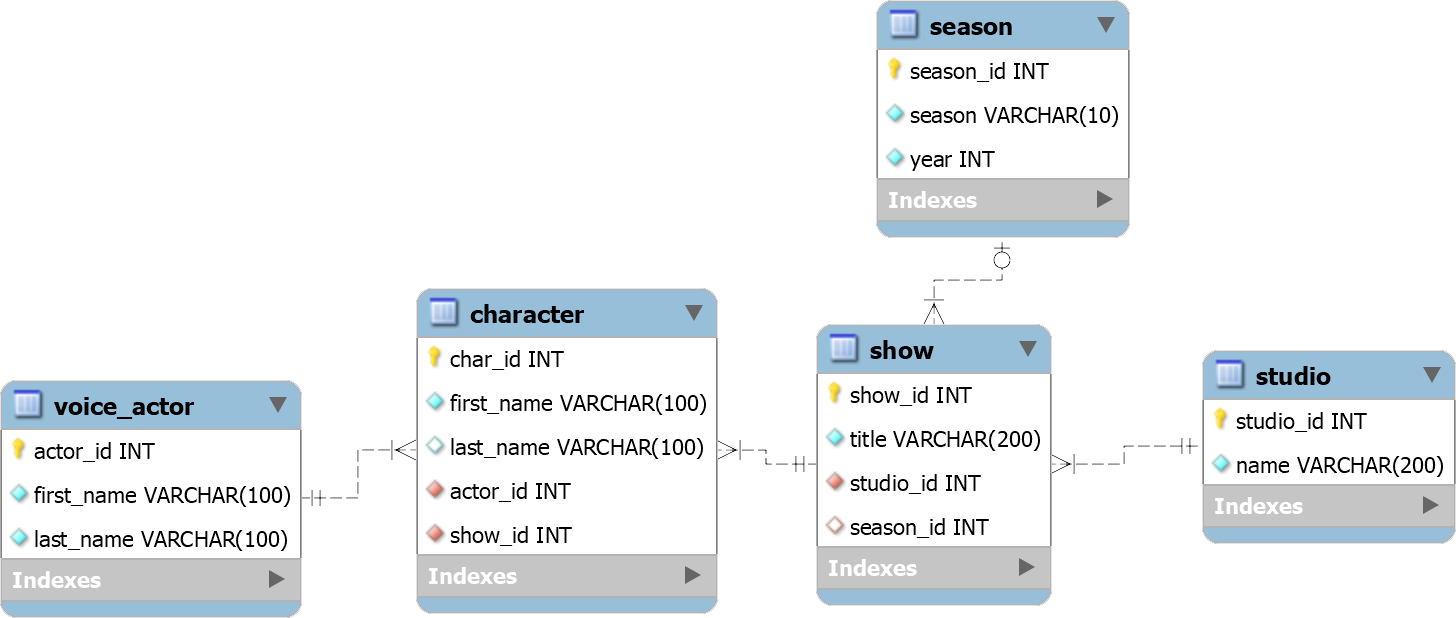 season
season_id INT
season VARCHAR(10)
year INT
Indexes
voice_actor
actor_id INT
first_name VARCHAR(100)
last_name VARCHAR(100)
Indexes
character
char_id INT
first_name VARCHAR(100)
last_name VARCHAR(100)
actor_id INT
show_id INT
Indexes
show
show_id INT
title VARCHAR(200)
studio_id INT
season_id INT
Indexes
studio
studio_id INT
name VARCHAR(200)
Indexes